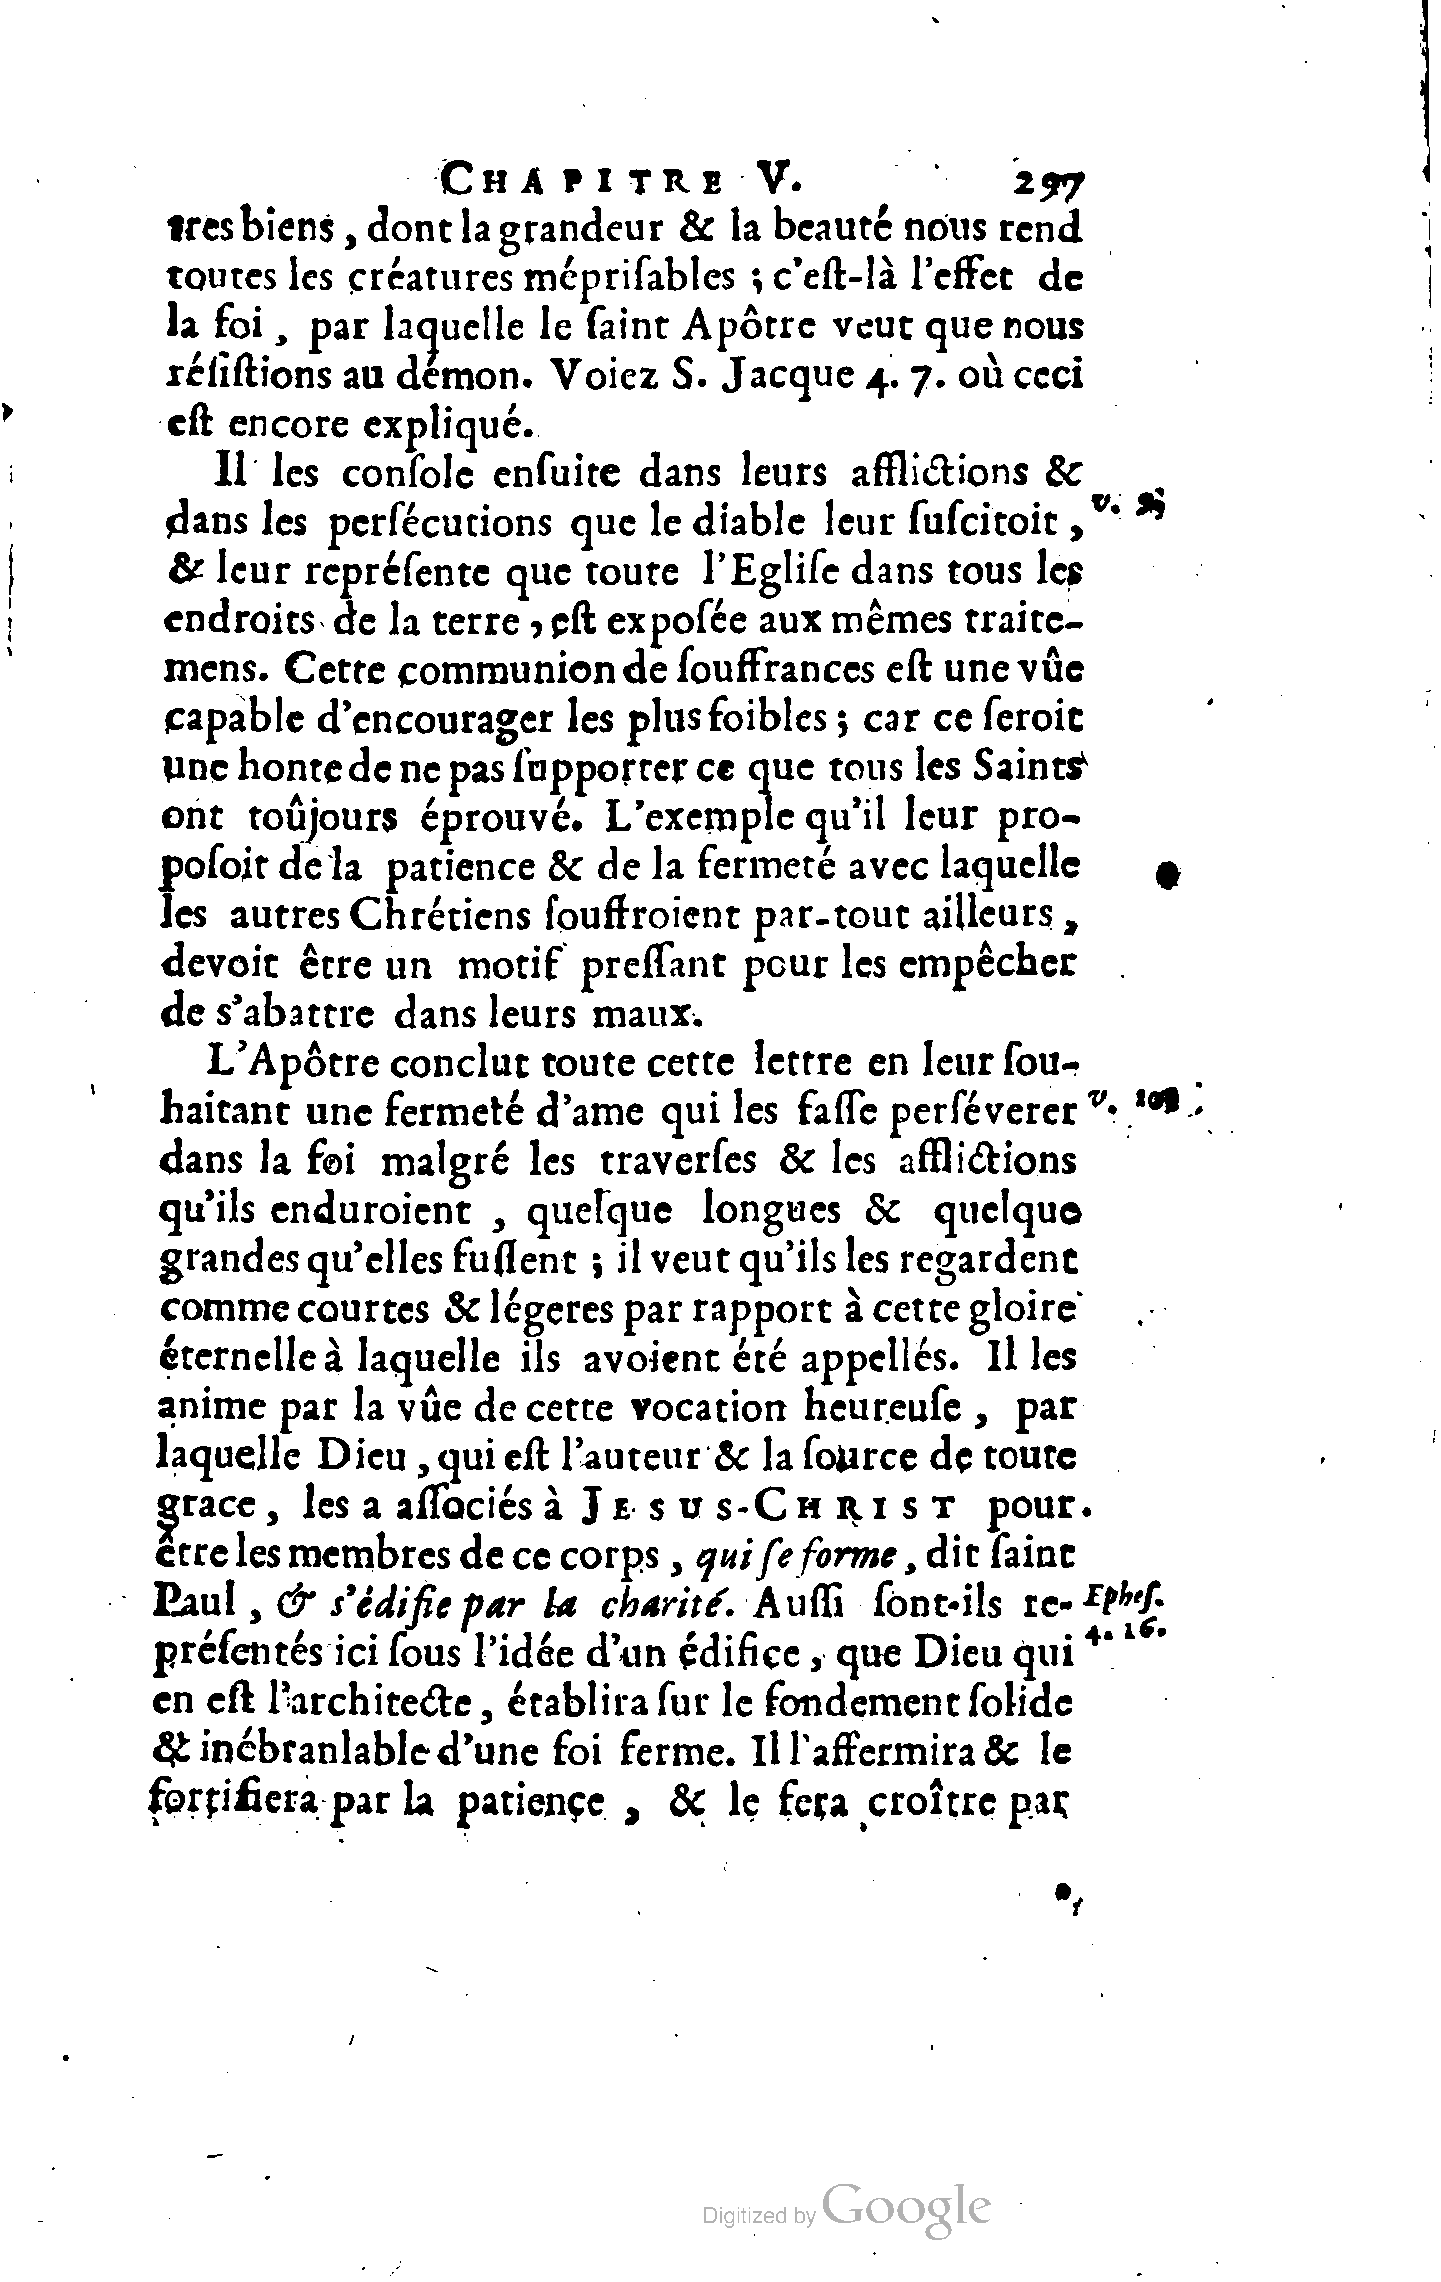 CHAPITRE V. 297
tres biens, dont la grandeur & la beauté nous rend
toutes les créatures méprisables ; c'eſt-là l'effet de
la foi, par laquelle le ſaint Apôtre veut que nous
réſiſtions au démon. Voiez S. Jacque 4. 7. où ceci
eſt encore expliqué.
Il les conſole enſuite dans leurs afflictions &
dans les perſécutions que le diable leur ſuſcitoit, v. 9.
& leur repréſente que toute l'Egliſe dans tous les
endroits de la terre, eſt expoſée aux mêmes traite-
mens. Cette communion de ſouffrances eſt une vûe
capable d'encourager les plus foibles ; car ce ſeroit
une honte de ne pas ſupporter ce que tous les Saints
ont toûjours éprouvé. L'exemple qu'il leur pro-
poſoit de la patience & de la fermeté avec laquelle
les autres Chrétiens ſouffroient par-tout ailleurs,
devoit être un motif preſſant pour les empêcher
de s'abattre dans leurs maux.
L'Apôtre conclut toute cette lettre en leur ſou-
haitant une fermeté d'ame qui les faſſe perſéverer v. 10.
dans la foi malgré les traverſes & les afflictions
qu'ils enduroient, quelque longues & quelque
grandes qu'elles fuſſent ; il veut qu'ils les regardent
comme courtes & légeres par rapport à cette gloire
éternelle à laquelle ils avoient été appellés. Il les
anime par la vûe de cette vocation heureuſe, par
laquelle Dieu, qui eſt l'auteur & la ſource de toute
grace, les a aſſociés à JESUS-CHRIST pour
être les membres de ce corps, qui ſe forme, dit ſaint
Paul, & s'édifie par la charité. Auſſi ſont-ils re- Epheſ.
préſentés ici ſous l'idée d'un édifice, que Dieu qui 4. 16.
en eſt l'architecte, établira ſur le fondement ſolide
& inébranlable d'une foi ferme. Il l'affermira & le
fortifiera par la patience, & le fera croître par
Digitized by Google